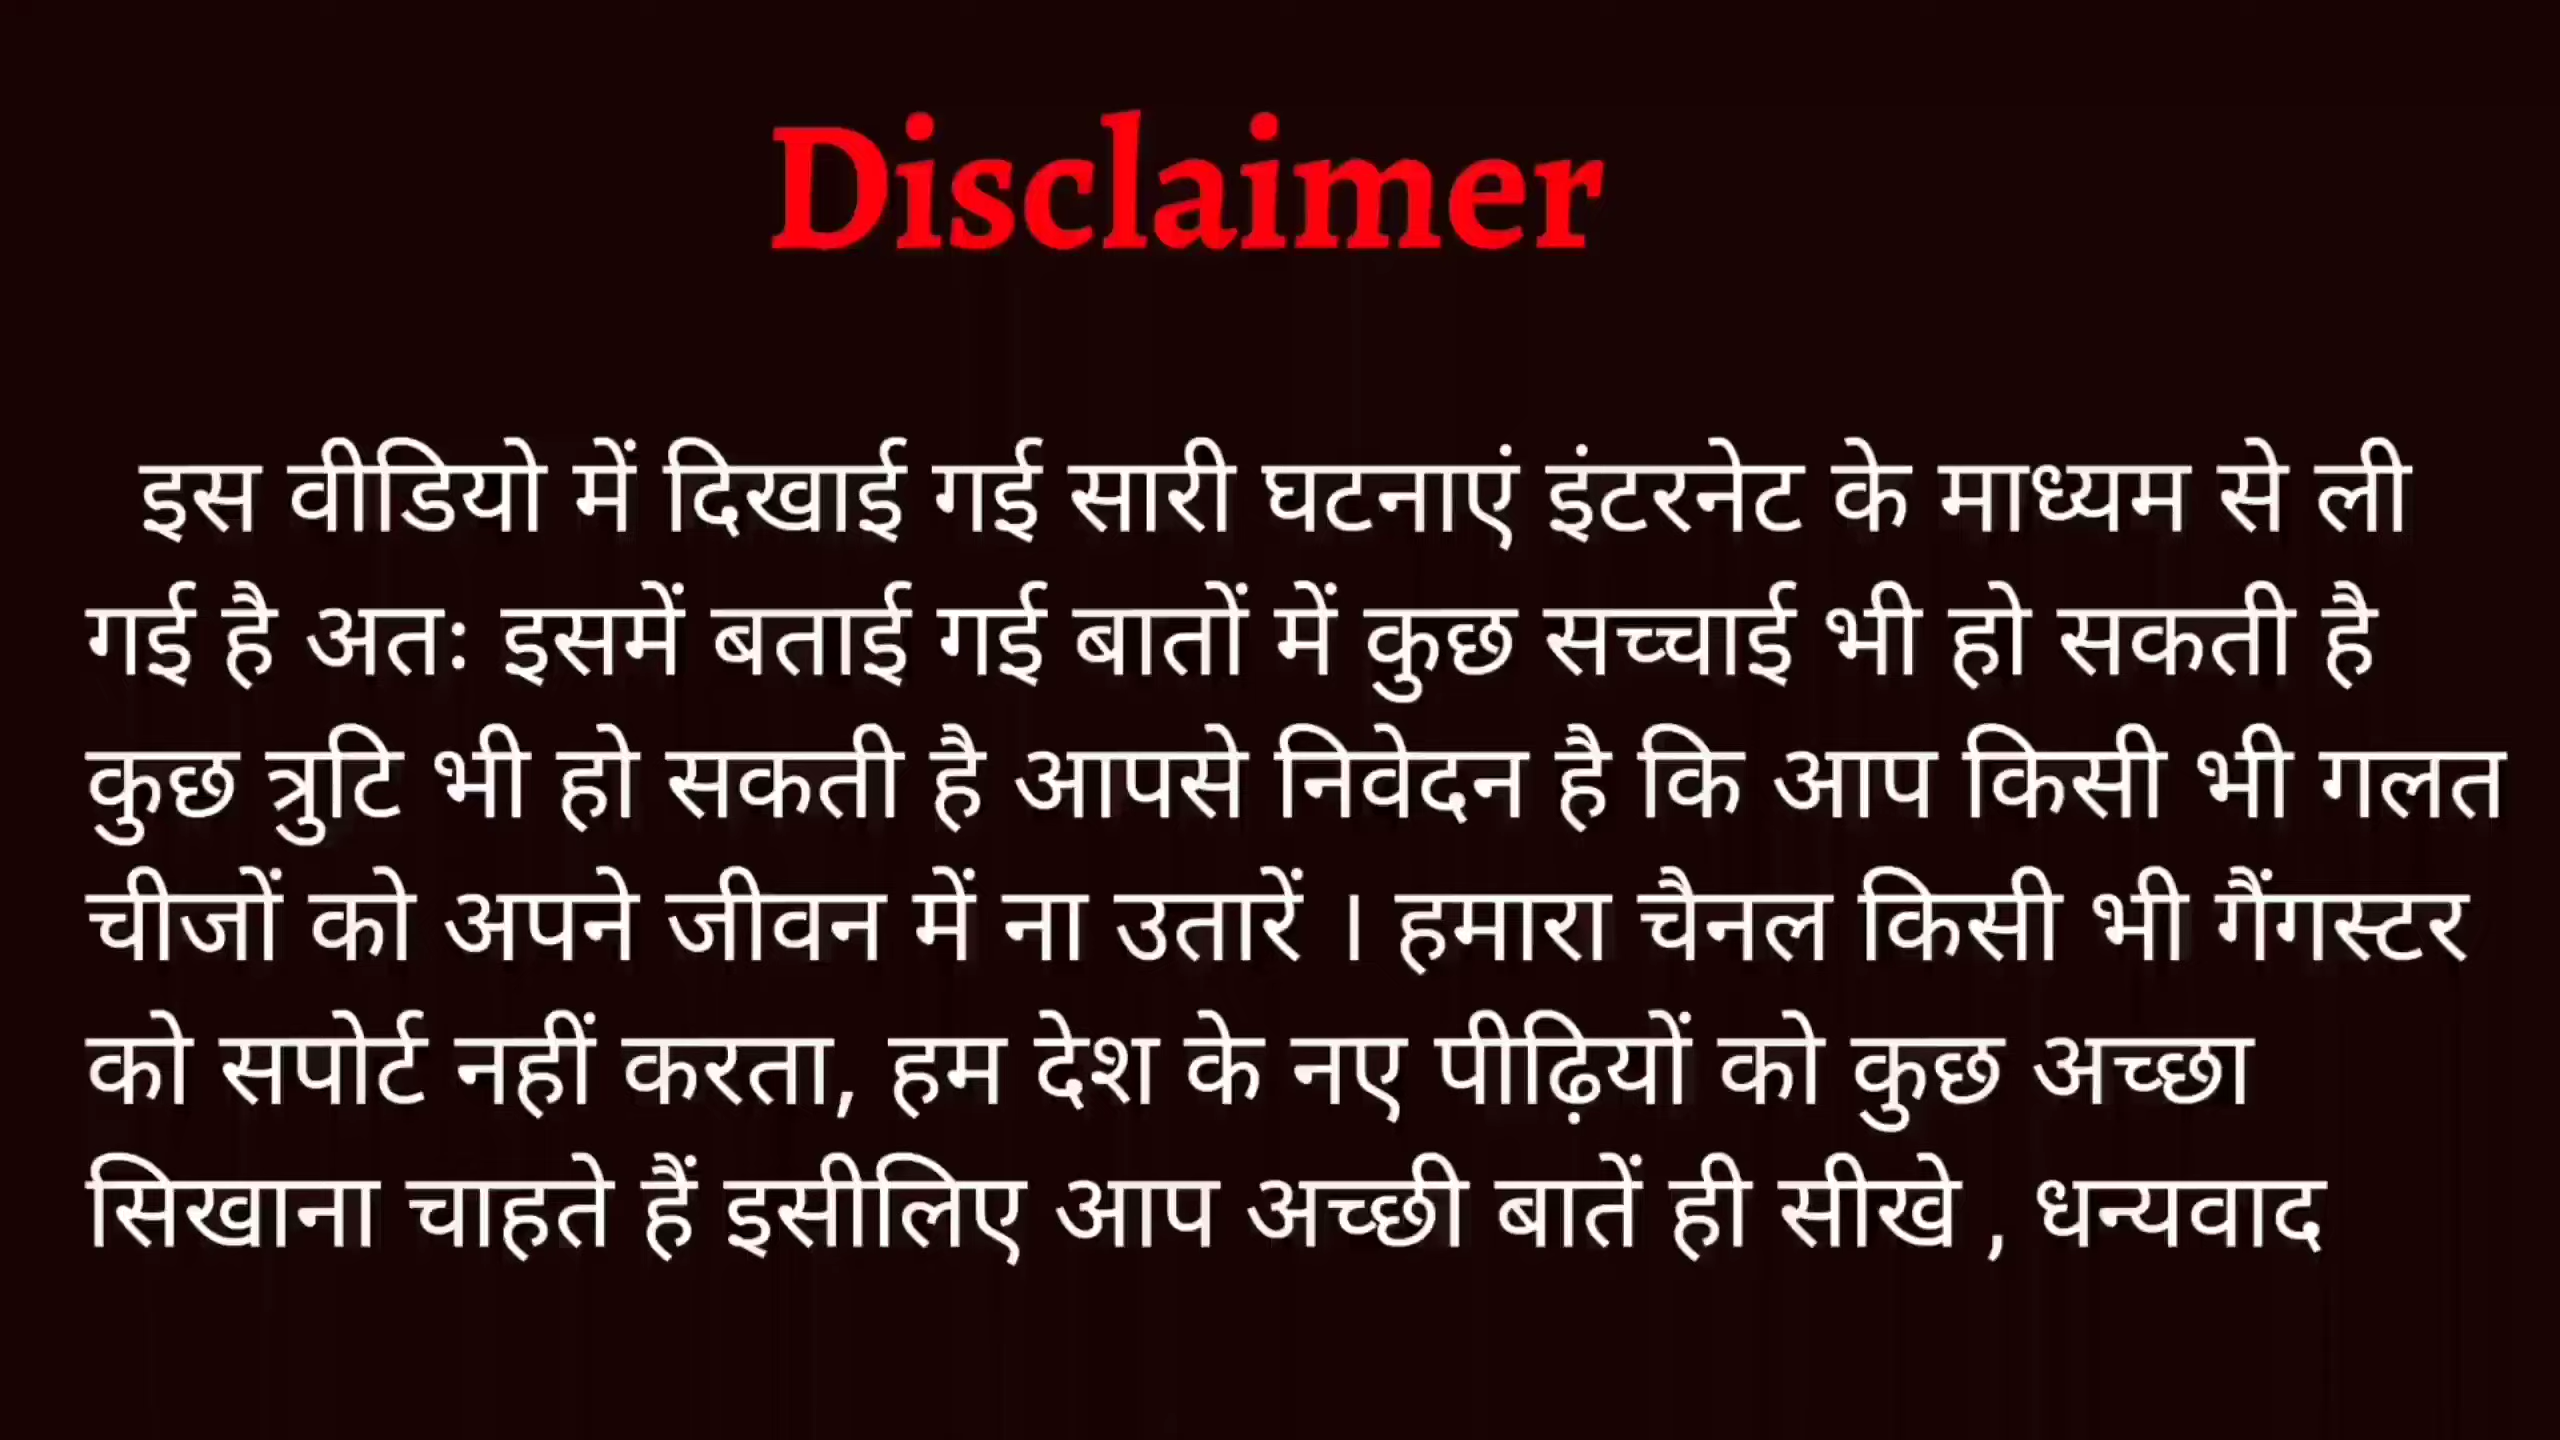 Disclaimer
इस वीडियो में दिखाई गई सारी घटनाएं इंटरनेट के माध्यम से ली
गई है अतः इसमें बताई गई बातों में कुछ सच्चाई भी हो सकती है
कुछ त्रुटि भी हो सकती है आपसे निवेदन है कि आप किसी भी गलत
चीजों को अपने जीवन में ना उतारें । हमारा चैनल किसी भी गैंगस्टर
को सपोर्ट नहीं करता, हम देश के नए पीढ़ियों को कुछ अच्छा
सिखाना चाहते हैं इसीलिए आप अच्छी बातें ही सीखे , धन्यवाद